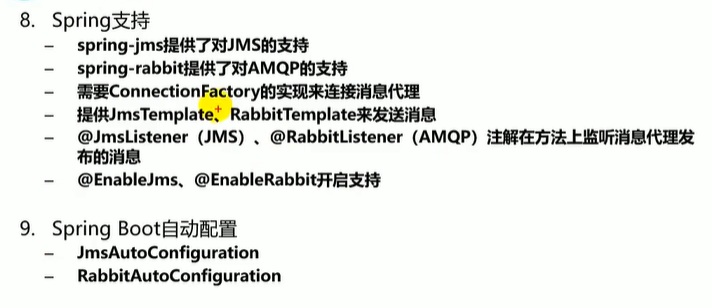 8. Spring支持
– spring-jms提供了对JMS的支持
– spring-rabbit提供了对AMQP的支持
– 需要ConnectionFactory的实现来连接消息代理
– 提供JmsTemplate、RabbitTemplate来发送消息
– @JmsListener（JMS）、@RabbitListener（AMQP）注解在方法上监听消息代理发
布的消息
– @EnableJms、@EnableRabbit开启支持
9. Spring Boot自动配置
– JmsAutoConfiguration
– RabbitAutoConfiguration